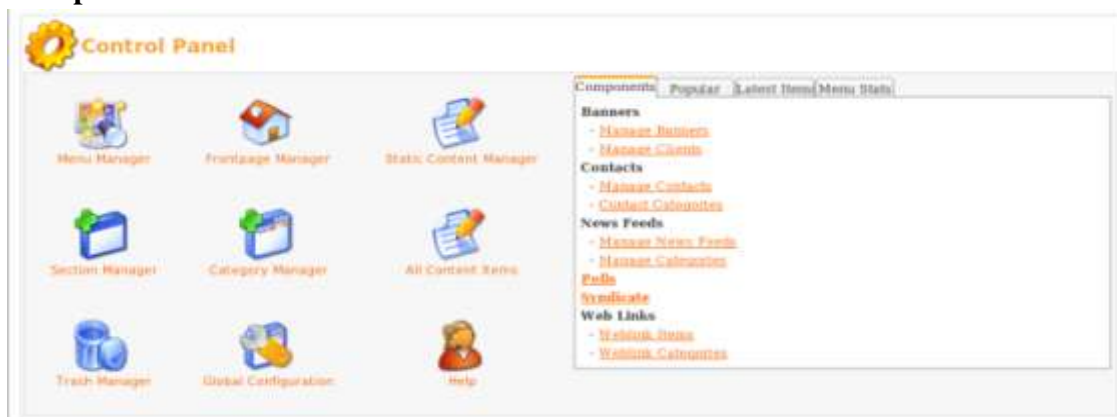 Control Panel
Menu Manager
Frontpage Manager
Static Content Manager
Section Manager
Category Manager
All Content Items
Trash Manager
Global Configuration
Help
Components Popular Latest Items Menu Stats
Banners
- Manage Banners
- Manage Clients
Contacts
- Manage Contacts
- Contact Categories
News Feeds
- Manage News Feeds
- Manage Categories
Polls
Syndicate
Web Links
- Weblink Items
- Weblink Categories